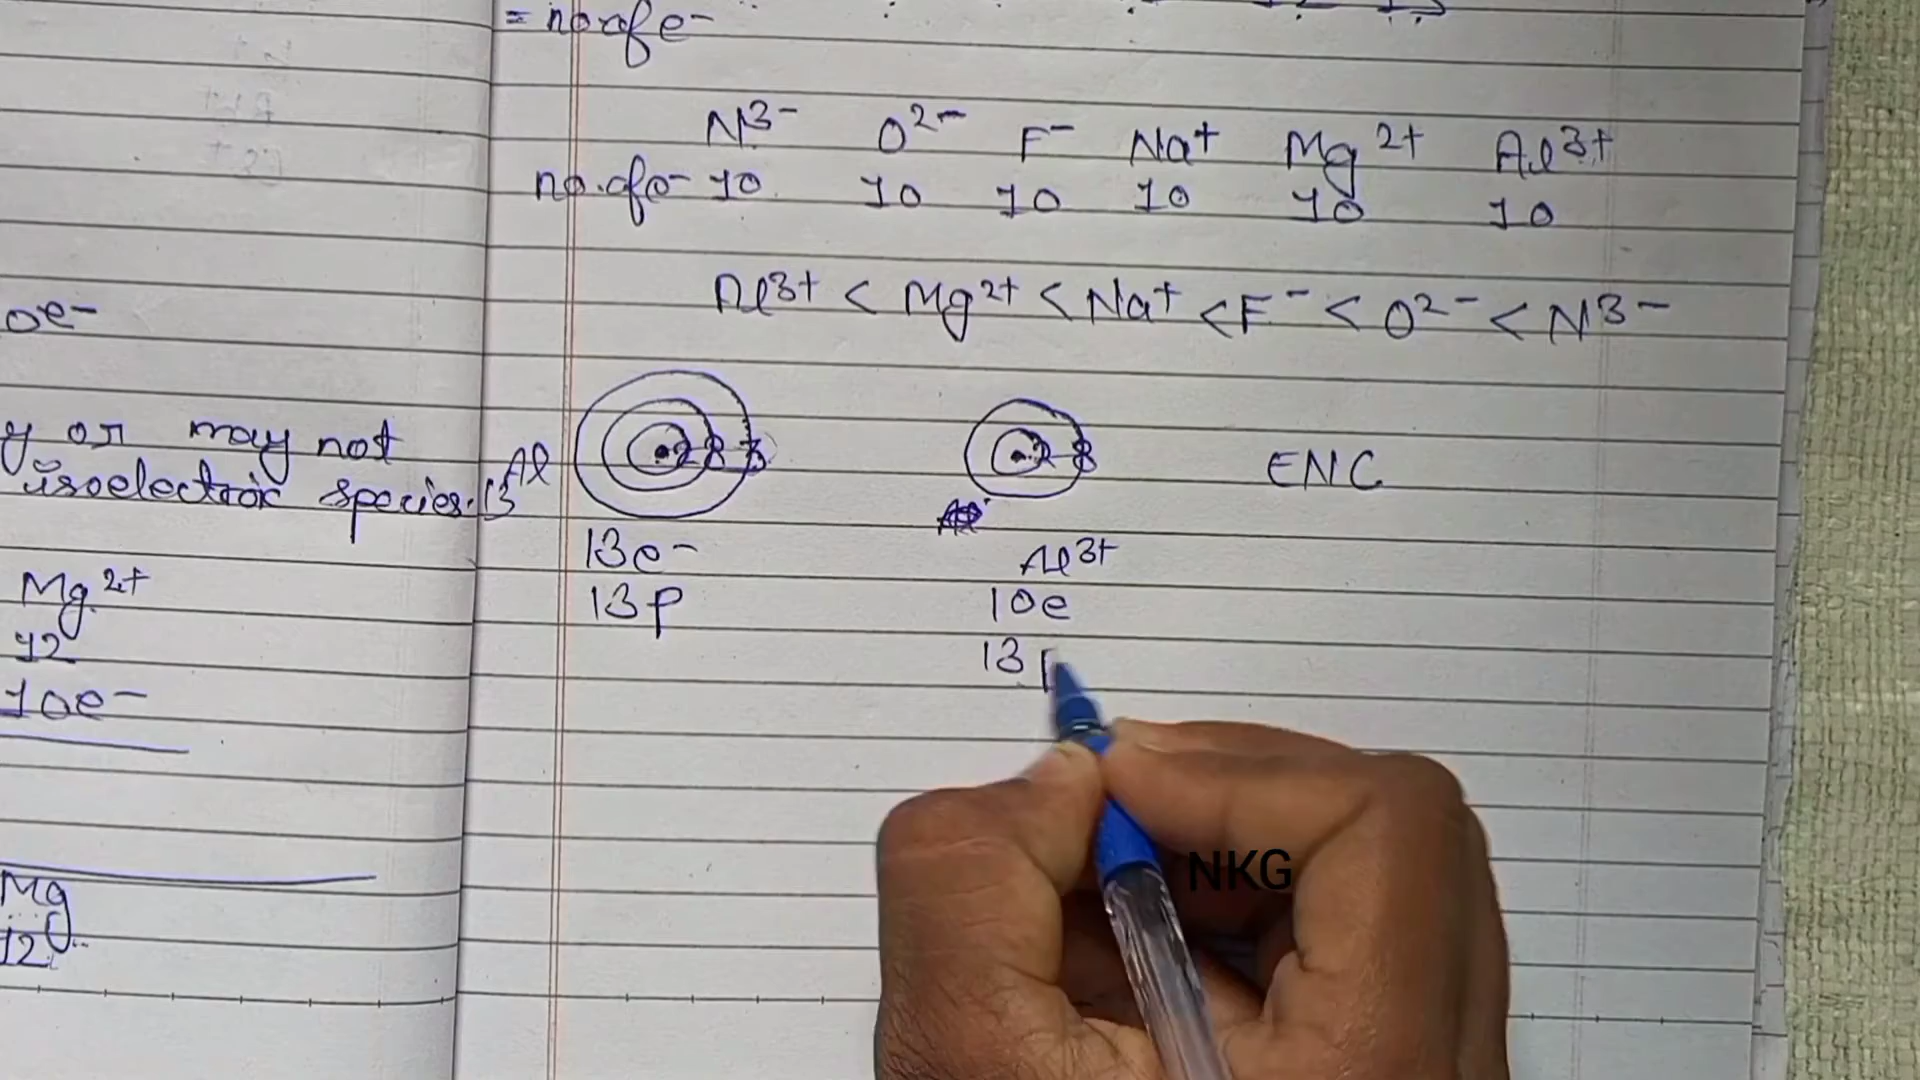 = no of e-
N3- O2- F- Na+ Mg2+ Al3+
no. of e- 10 10 10 10 10 10
Al3+ < Mg2+ < Na+ < F- < O2- < N3-
oe-
y or may not
isoelectric species.
Mg2+
12
10e-
Mg
12
13 Al
2 8 3
2 8
ENC
13e-
13p
Al3+
10e
13 p
NKG